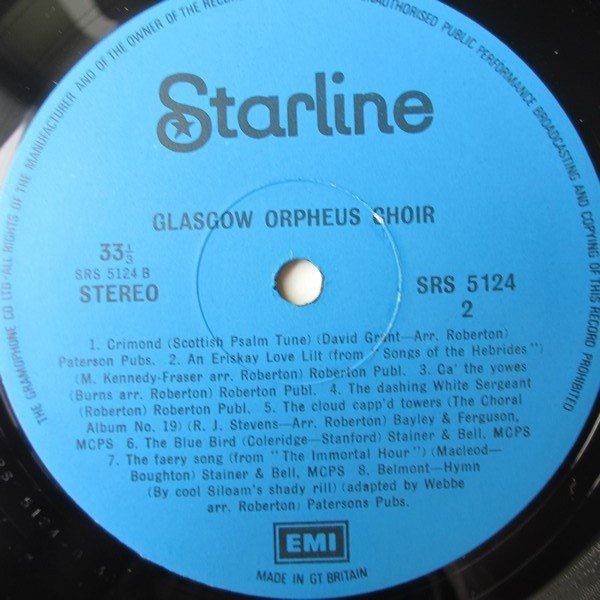 THE GRAMOPHONE CO LTD·ALL RIGHTS OF THE MANUFACTURER AND OF THE OWNER OF THE RECORDED
UNAUTHORISED PUBLIC PERFORMANCE BROADCASTING AND COPYING OF THIS RECORD PROHIBITED
Starline
GLASGOW ORPHEUS CHOIR
33⅓
SRS 5124 B
STEREO
SRS 5124
2
1. Crimond (Scottish Psalm Tune) (David Grant—Arr. Roberton)
Paterson Pubs. 2. An Eriskay Love Lilt (from "Songs of the Hebrides")
(M. Kennedy-Fraser arr. Roberton) Roberton Publ. 3. Ca' the yowes
(Burns arr. Roberton) Roberton Publ. 4. The dashing White Sergeant
(Roberton) Roberton Publ. 5. The cloud capp'd towers (The Choral
Album No. 19) (R. J. Stevens—Arr. Roberton) Bayley & Ferguson,
MCPS 6. The Blue Bird (Coleridge—Stanford) Stainer & Bell, MCPS
7. The faery song (from "The Immortal Hour") (Macleod—
Boughton) Stainer & Bell, MCPS 8. Belmont—Hymn
(By cool Siloam's shady rill) (adapted by Webbe
arr. Roberton) Patersons Pubs.
EMI
MADE IN GT BRITAIN